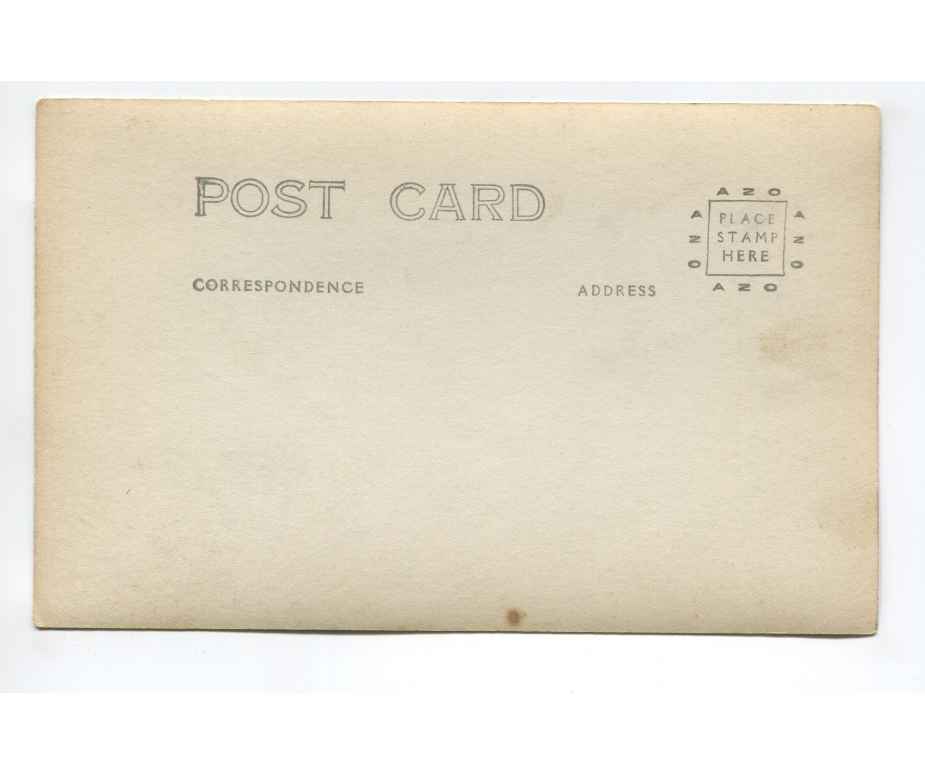 POST CARD
AZO
AZO
PLACE
STAMP
HERE
AZO
AZO
CORRESPONDENCE
ADDRESS